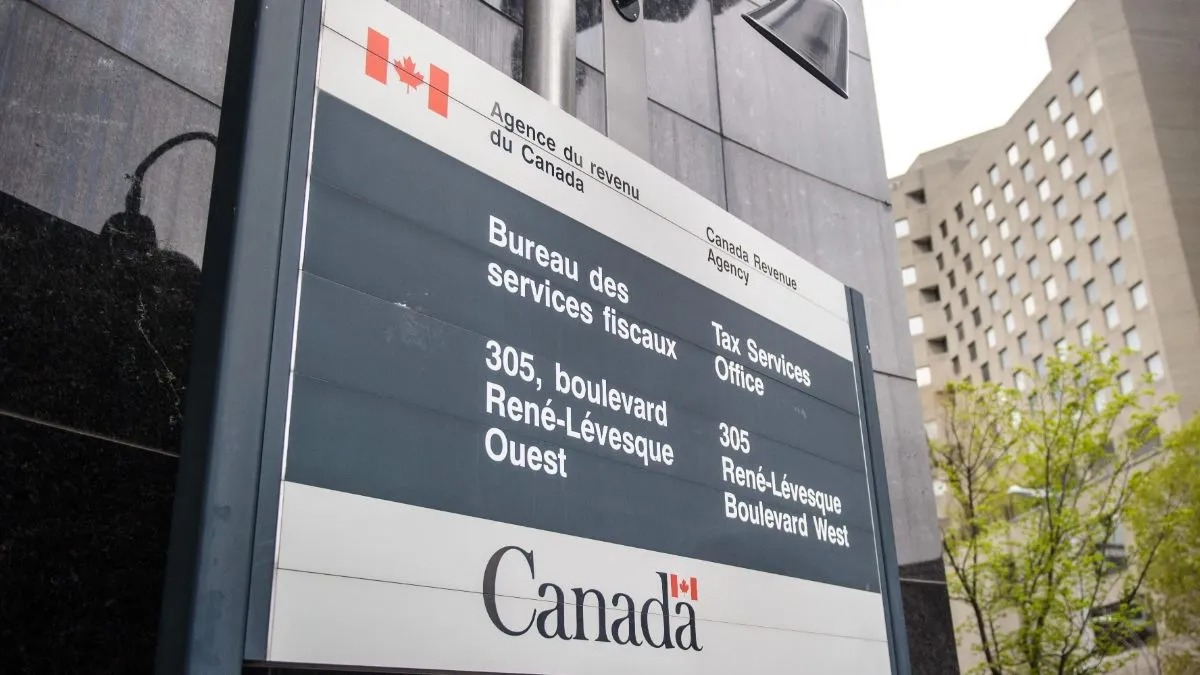 Agence du revenu
du Canada
Canada Revenue
Agency
Bureau des
services fiscaux
305, boulevard
René-Lévesque
Ouest
Tax Services
Office
305
René-Lévesque
Boulevard West
Canada